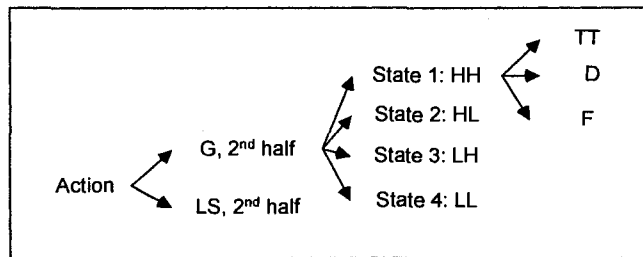 TT
State 1: HH
D
State 2: HL
F
G, 2nd half
State 3: LH
Action
LS, 2nd half
State 4: LL